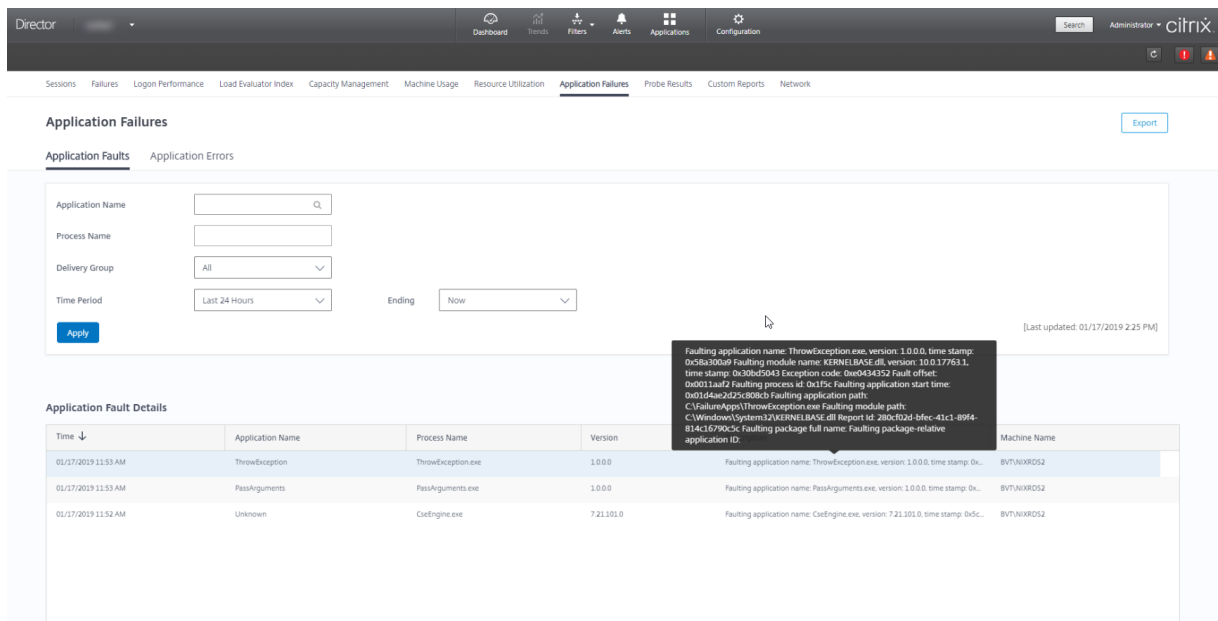 Director
Dashboard Trends Filters Alerts Applications Configuration
Search Administrator citrix
Sessions Failures Logon Performance Load Evaluator Index Capacity Management Machine Usage Resource Utilization Application Failures Probe Results Custom Reports Network
Application Failures
Export
Application Faults Application Errors
Application Name
Process Name
Delivery Group All
Time Period Last 24 Hours Ending Now
Apply
[Last updated: 01/17/2019 2:25 PM]
Faulting application name: ThrowException.exe, version: 1.0.0.0, time stamp:
0x58a300a9 Faulting module name: KERNELBASE.dll, version: 10.0.17763.1,
time stamp: 0x30bd5043 Exception code: 0xe0434352 Fault offset:
0x0011aaf2 Faulting process id: 0x1f5c Faulting application start time:
0x01d4ae2d25c808cb Faulting application path:
C:\FailureApps\ThrowException.exe Faulting module path:
C:\Windows\System32\KERNELBASE.dll Report Id: 280cf02d-bfec-41c1-89f4-
814c16790c5c Faulting package full name: Faulting package-relative
application ID:
Application Fault Details
Time Application Name Process Name Version Machine Name
01/17/2019 11:53 AM ThrowException ThrowException.exe 1.0.0.0 Faulting application name: ThrowException.exe, version: 1.0.0.0, time stamp: 0x... BVT\NIXRDS2
01/17/2019 11:53 AM PassArguments PassArguments.exe 1.0.0.0 Faulting application name: PassArguments.exe, version: 1.0.0.0, time stamp: 0x... BVT\NIXRDS2
01/17/2019 11:52 AM Unknown CseEngine.exe 7.21.101.0 Faulting application name: CseEngine.exe, version: 7.21.101.0, time stamp: 0x5c... BVT\NIXRDS2